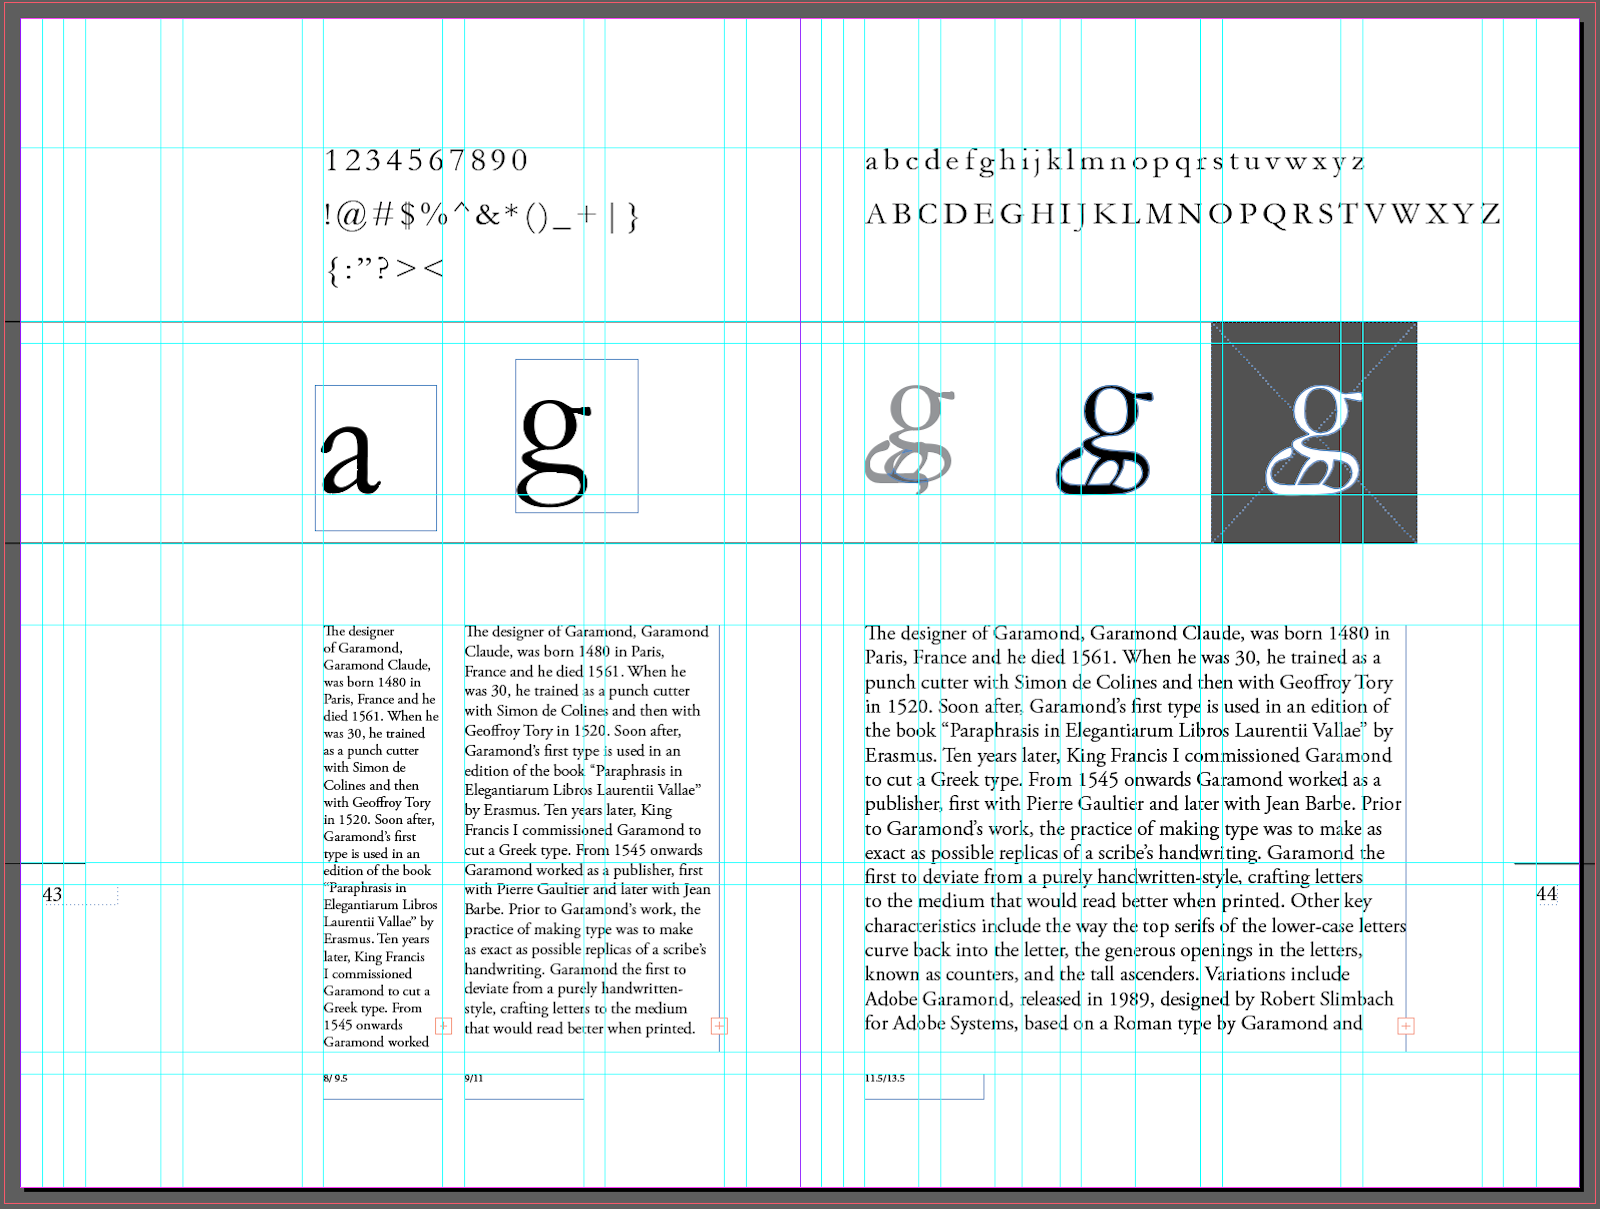 1234567890
!@#$%^&*()_+|}
{:”?><
abcdefghijklmnopqrstuvwxyz
ABCDEGHIJKLMNOPQRSTVWXYZ
a
g
g
g
g
The designer
of Garamond,
Garamond Claude,
was born 1480 in
Paris, France and he
died 1561. When he
was 30, he trained
as a punch cutter
with Simon de
Colines and then
with Geoffroy Tory
in 1520. Soon after,
Garamond’s first
type is used in an
edition of the book
“Paraphrasis in
Elegantiarum Libros
Laurentii Vallae” by
Erasmus. Ten years
later, King Francis
I commissioned
Garamond to cut a
Greek type. From
1545 onwards
Garamond worked
8/ 9.5
The designer of Garamond, Garamond
Claude, was born 1480 in Paris,
France and he died 1561. When he
was 30, he trained as a punch cutter
with Simon de Colines and then with
Geoffroy Tory in 1520. Soon after,
Garamond’s first type is used in an
edition of the book “Paraphrasis in
Elegantiarum Libros Laurentii Vallae”
by Erasmus. Ten years later, King
Francis I commissioned Garamond to
cut a Greek type. From 1545 onwards
Garamond worked as a publisher, first
with Pierre Gaultier and later with Jean
Barbe. Prior to Garamond’s work, the
practice of making type was to make
as exact as possible replicas of a scribe’s
handwriting. Garamond the first to
deviate from a purely handwritten-
style, crafting letters to the medium
that would read better when printed.
9/11
The designer of Garamond, Garamond Claude, was born 1480 in
Paris, France and he died 1561. When he was 30, he trained as a
punch cutter with Simon de Colines and then with Geoffroy Tory
in 1520. Soon after, Garamond’s first type is used in an edition of
the book “Paraphrasis in Elegantiarum Libros Laurentii Vallae” by
Erasmus. Ten years later, King Francis I commissioned Garamond
to cut a Greek type. From 1545 onwards Garamond worked as a
publisher, first with Pierre Gaultier and later with Jean Barbe. Prior
to Garamond’s work, the practice of making type was to make as
exact as possible replicas of a scribe’s handwriting. Garamond the
first to deviate from a purely handwritten-style, crafting letters
to the medium that would read better when printed. Other key
characteristics include the way the top serifs of the lower-case letters
curve back into the letter, the generous openings in the letters,
known as counters, and the tall ascenders. Variations include
Adobe Garamond, released in 1989, designed by Robert Slimbach
for Adobe Systems, based on a Roman type by Garamond and
11.5/13.5
43
44